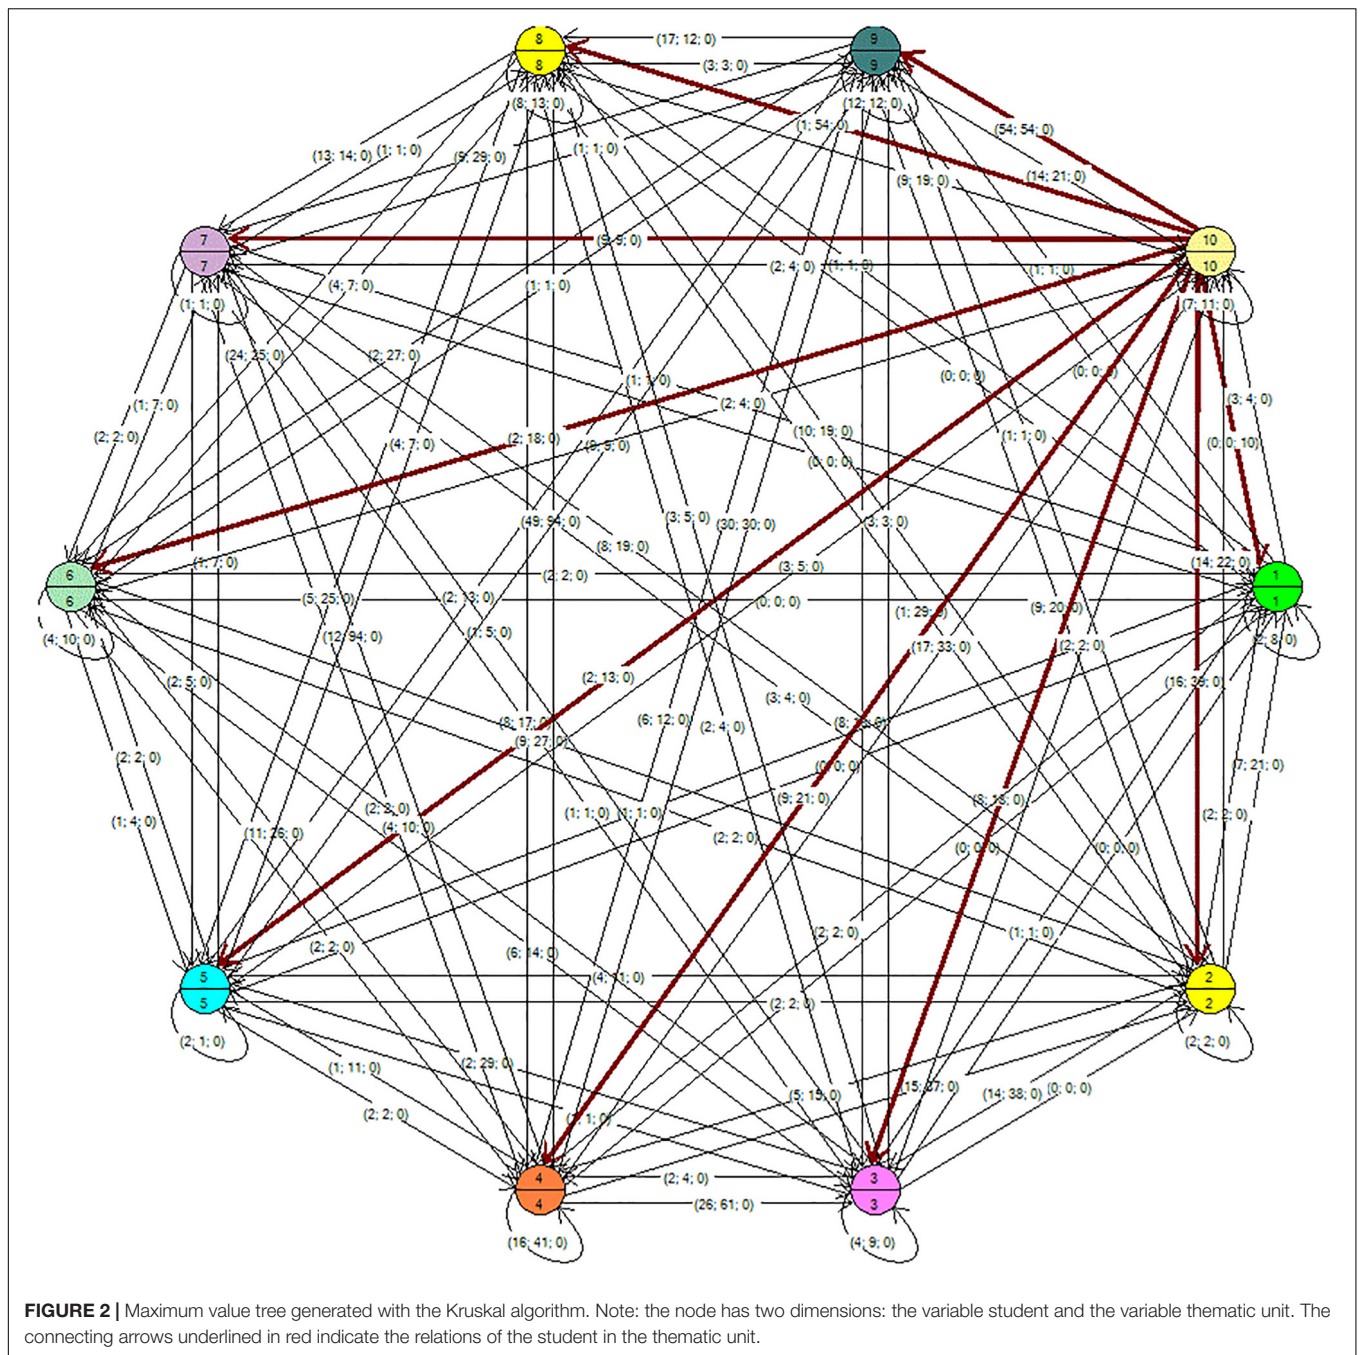 8
8
(17; 12; 0)
9
9
(3; 3; 0)
(8; 13; 0)
(12; 12; 0)
(1; 54; 0)
(54; 54; 0)
(13; 14; 0)
(1; 1; 0)
(9; 29; 0)
(1; 1; 0)
(9; 19; 0)
(14; 21; 0)
7
7
(9; 9; 0)
10
10
(2; 4; 0)
(1; 1; 0)
(1; 1; 0)
(4; 7; 0)
(1; 1; 0)
(1; 1; 0)
(7; 11; 0)
(24; 25; 0)
(2; 27; 0)
(1; 1; 0)
(0; 0; 0)
(0; 0; 0)
(1; 7; 0)
(2; 4; 0)
(3; 4; 0)
(2; 2; 0)
(4; 7; 0)
(2; 18; 0)
(9; 9; 0)
(10; 19; 0)
(1; 1; 0)
(0; 0; 10)
(0; 0; 0)
(49; 94; 0)
(3; 5; 0)
(30; 30; 0)
(3; 3; 0)
(8; 19; 0)
(1; 7; 0)
(3; 5; 0)
(14; 22; 0)
6
6
(2; 2; 0)
1
1
(5; 25; 0)
(2; 13; 0)
(0; 0; 0)
(1; 29; 0)
(9; 20; 0)
(4; 10; 0)
(12; 94; 0)
(1; 5; 0)
(17; 33; 0)
(2; 2; 0)
(2; 8; 0)
(2; 5; 0)
(2; 13; 0)
(16; 39; 0)
(3; 4; 0)
(8; 17; 0)
(6; 12; 0)
(2; 4; 0)
(9; 27; 0)
(2; 2; 0)
(0; 0; 0)
(7; 21; 0)
(1; 4; 0)
(2; 2; 0)
(9; 21; 0)
(11; 26; 0)
(4; 10; 0)
(1; 1; 0)
(1; 1; 0)
(2; 2; 0)
(2; 2; 0)
(0; 0; 0)
(0; 0; 0)
(2; 2; 0)
(6; 14; 0)
(2; 2; 0)
(1; 1; 0)
5
5
(4; 11; 0)
(2; 2; 0)
2
2
(2; 1; 0)
(2; 2; 0)
(1; 11; 0)
(2; 29; 0)
(2; 2; 0)
(5; 15; 0)
(14; 38; 0)
(0; 0; 0)
4
4
(2; 4; 0)
(26; 61; 0)
3
3
(16; 41; 0)
(4; 9; 0)
FIGURE 2 | Maximum value tree generated with the Kruskal algorithm. Note: the node has two dimensions: the variable student and the variable thematic unit. The
connecting arrows underlined in red indicate the relations of the student in the thematic unit.